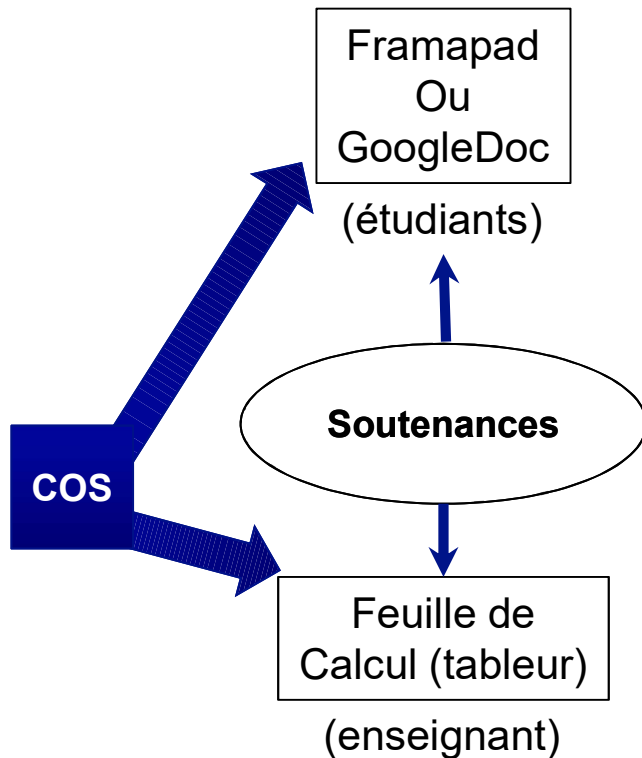 Framapad
Ou
GoogleDoc
(étudiants)
Soutenances
COS
Feuille de
Calcul (tableur)
(enseignant)